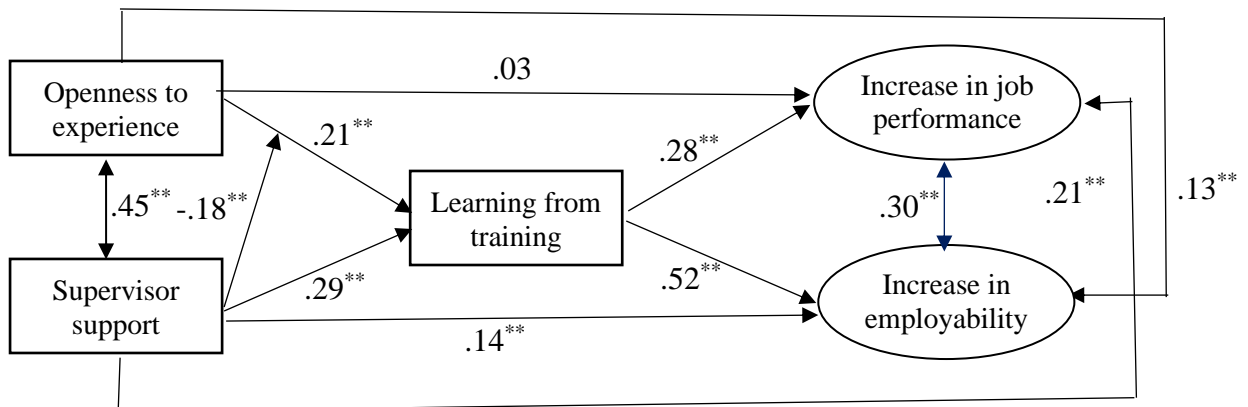 Openness to
experience
.03
Increase in job
performance
.21**
.28**
.45**
-.18**
Learning from
training
.30**
.21**
.13**
Supervisor
support
.29**
.52**
Increase in
employability
.14**